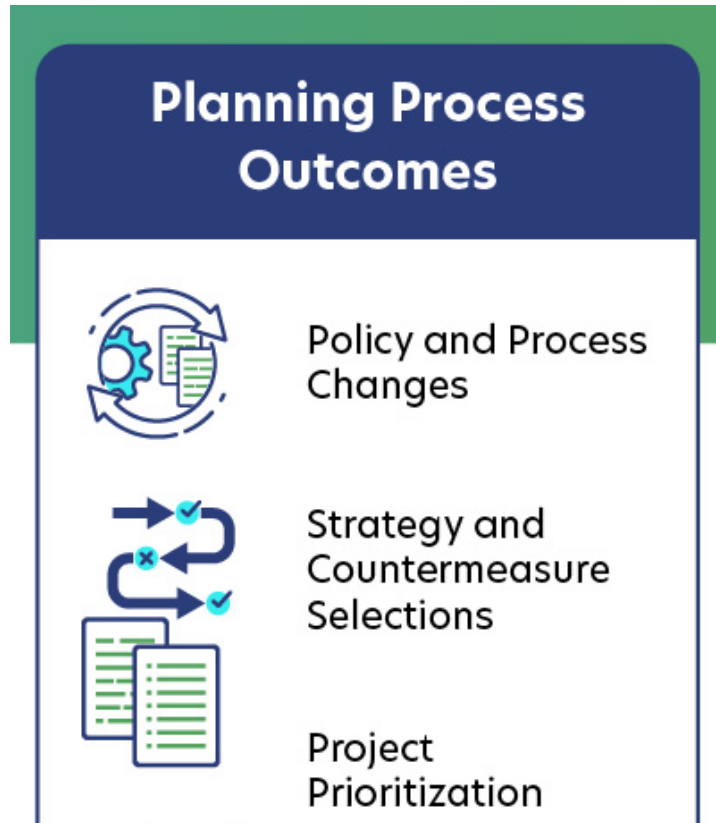 Planning Process
Outcomes
Policy and Process
Changes
Strategy and
Countermeasure
Selections
Project
Prioritization